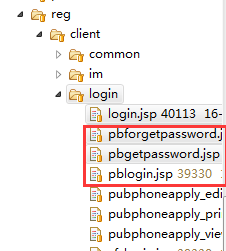 reg
client
common
im
login
login.jsp 40113 16-
pbforgetpassword.j
pbgetpassword.jsp
pblogin.jsp 39330
pubphoneapply_edi
pubphoneapply_pri
pubphoneapply_vie